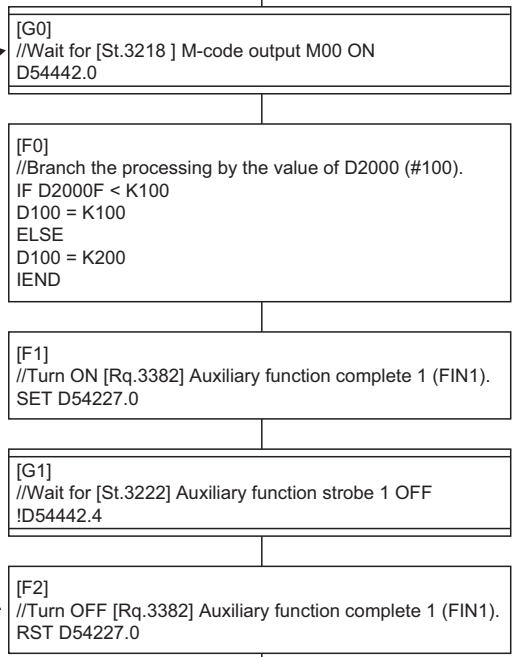 [G0]
//Wait for [St.3218 ] M-code output M00 ON
D54442.0
[F0]
//Branch the processing by the value of D2000 (#100).
IF D2000F < K100
D100 = K100
ELSE
D100 = K200
IEND
[F1]
//Turn ON [Rq.3382] Auxiliary function complete 1 (FIN1).
SET D54227.0
[G1]
//Wait for [St.3222] Auxiliary function strobe 1 OFF
!D54442.4
[F2]
//Turn OFF [Rq.3382] Auxiliary function complete 1 (FIN1).
RST D54227.0